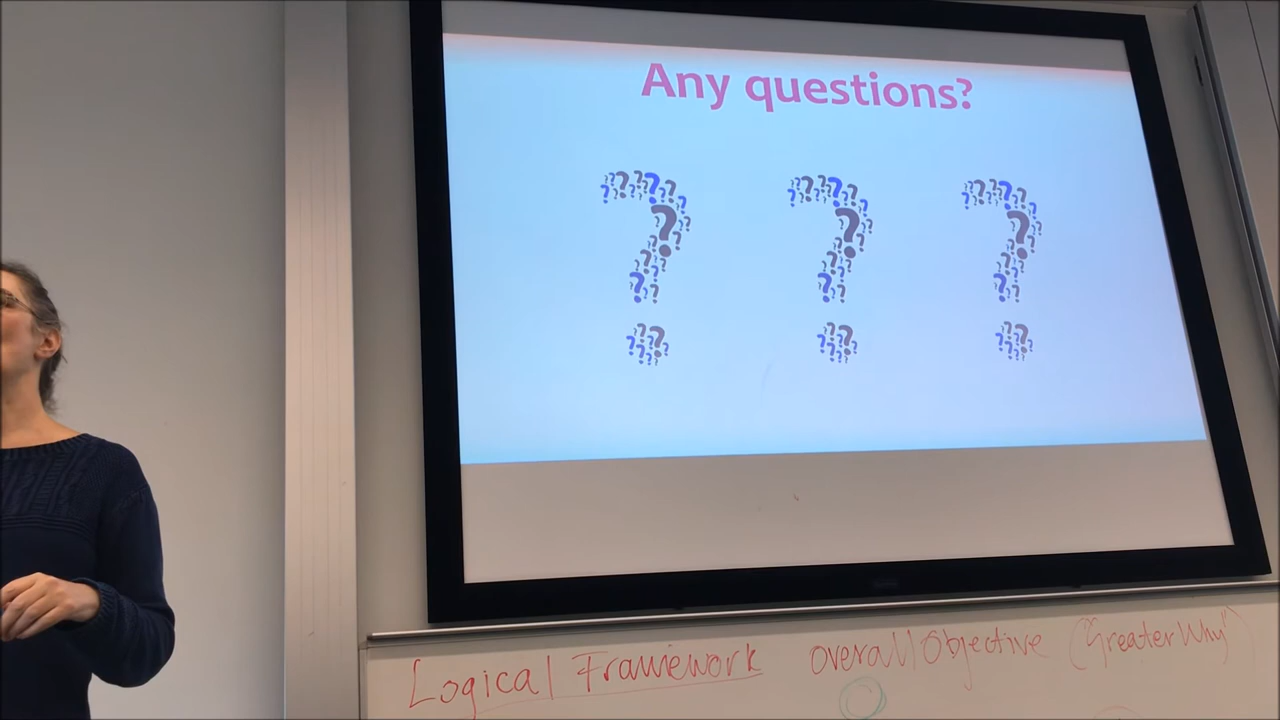 Any questions?
Logical Framework overall Objective ("Greater Why")